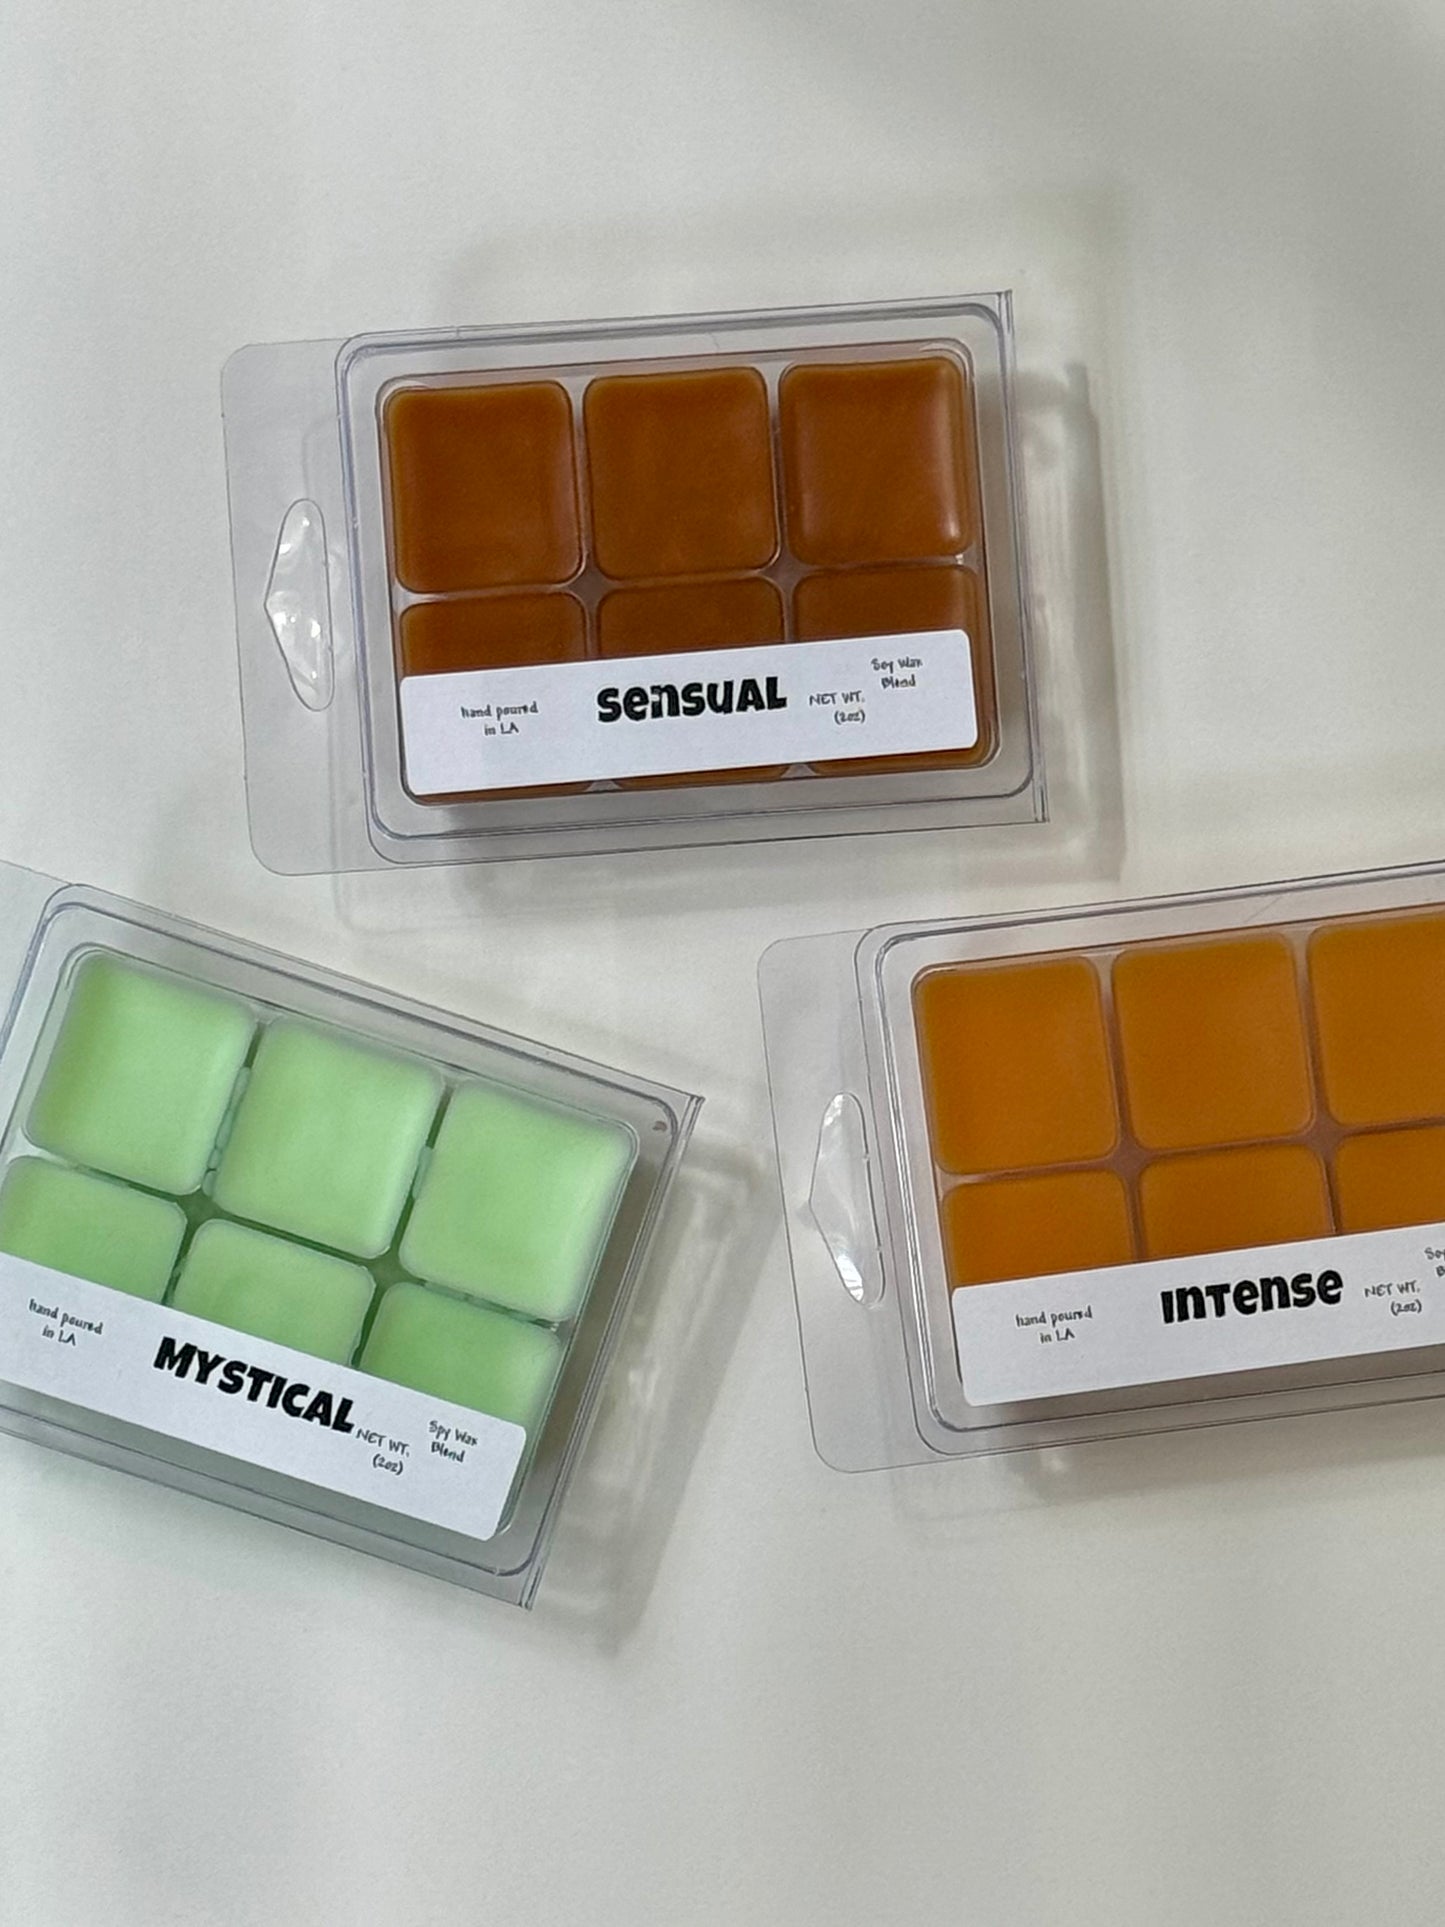 hand poured
in LA
sensUAL
NET WT.
(2oz)
Soy Wax
Blend
hand poured
in LA
MYSTICAL
NET WT.
(2oz)
Spy Wax
Blend
hand poured
in LA
InTense
NET WT.
(2oz)